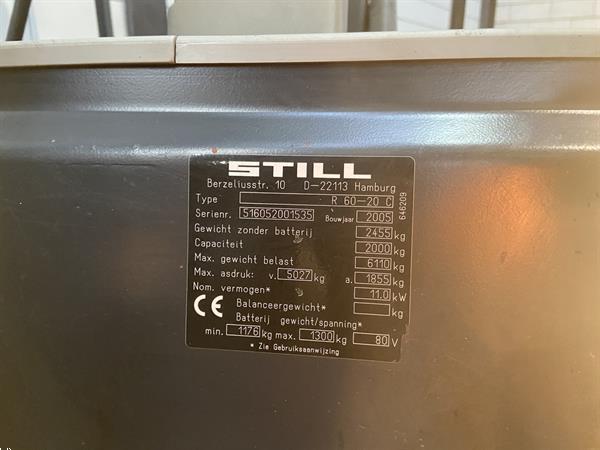 STILL
Berzeliusstr. 10 D-22113 Hamburg
Type R 60-20 C
Serienr. 516052001535 Bouwjaar 2005
Gewicht zonder batterij 2455 kg
Capaciteit 2000 kg
Max. gewicht belast 6110 kg
Max. asdruk: v. 5027 kg a. 1855 kg
Nom. vermogen* 11.0 kW
CE Balanceergewicht* kg
Batterij gewicht/spanning*
min. 1176 kg max. 1300 kg 80 V
* Zie Gebruiksaanwijzing
646209